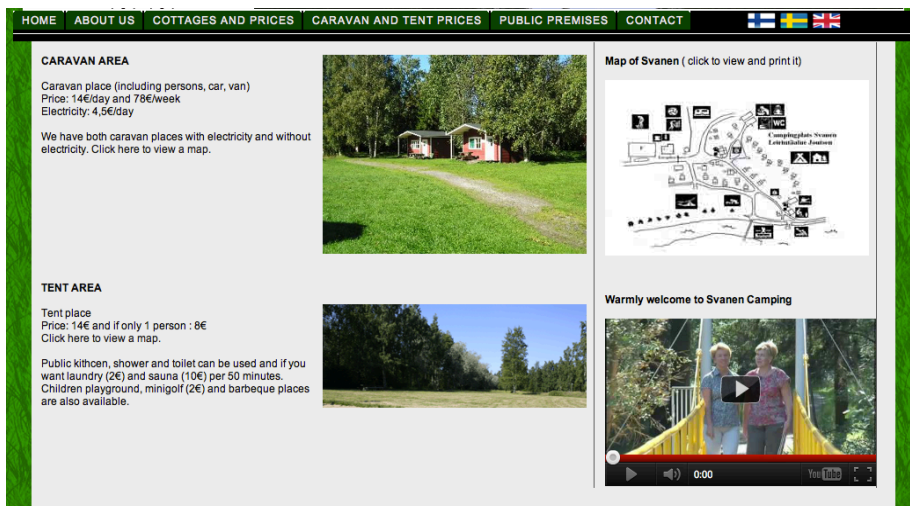 HOME
ABOUT US
COTTAGES AND PRICES
CARAVAN AND TENT PRICES
PUBLIC PREMISES
CONTACT
CARAVAN AREA
Caravan place (including persons, car, van)
Price: 14€/day and 78€/week
Electricity: 4,5€/day
We have both caravan places with electricity and without
electricity. Click here to view a map.
TENT AREA
Tent place
Price: 14€ and if only 1 person : 8€
Click here to view a map.
Public kithcen, shower and toilet can be used and if you
want laundry (2€) and sauna (10€) per 50 minutes.
Children playground, minigolf (2€) and barbeque places
are also available.
Map of Svanen ( click to view and print it)
WC
Campingplats Svanen
Leirintäalue Joutsen
P
Warmly welcome to Svanen Camping
0:00
YouTube